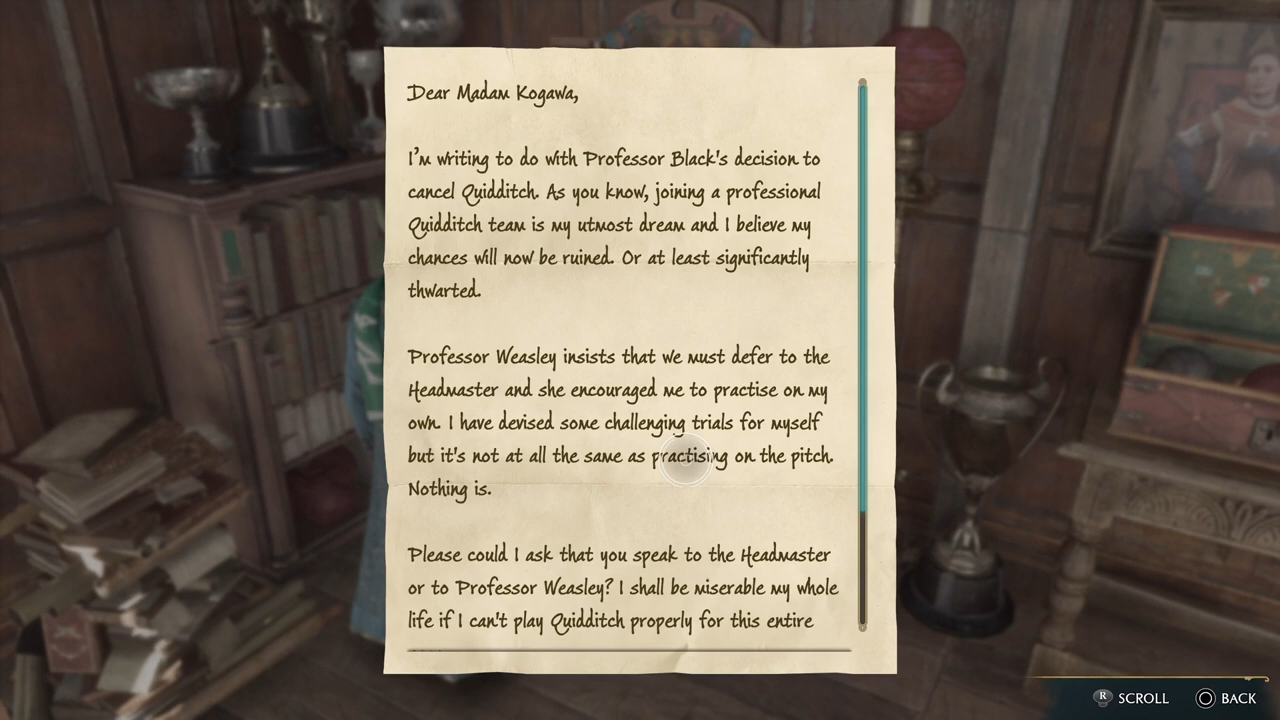 Dear Madam Kogawa,
I'm writing to do with Professor Black's decision to
cancel Quidditch. As you know, joining a professional
Quidditch team is my utmost dream and I believe my
chances will now be ruined. Or at least significantly
thwarted.
Professor Weasley insists that we must defer to the
Headmaster and she encouraged me to practise on my
own. I have devised some challenging trials for myself
but it's not at all the same as practising on the pitch.
Nothing is.
Please could I ask that you speak to the Headmaster
or to Professor Weasley? I shall be miserable my whole
life if I can't play Quidditch properly for this entire
R SCROLL
BACK